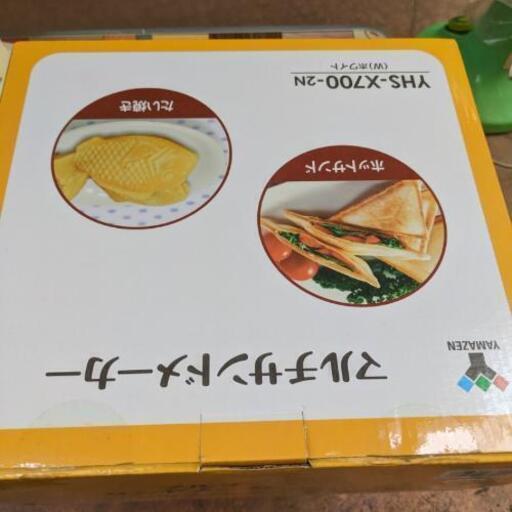 YAMAZEN
マルチサンドメーカー
ホットサンド
たい焼き
YHS-X700-2N
(W)ホワイト